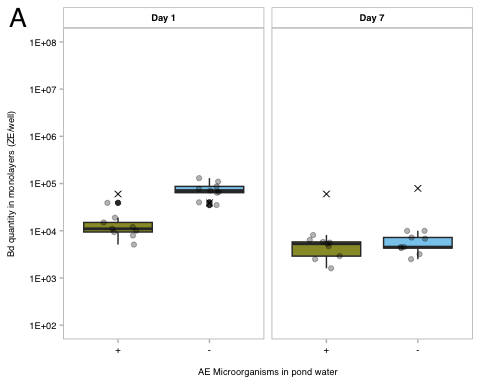 A
Day 1
Day 7
Bd quantity in monolayers (ZE/well)
1E+08
1E+07
1E+06
1E+05
1E+04
1E+03
1E+02
+
-
+
-
AE Microorganisms in pond water